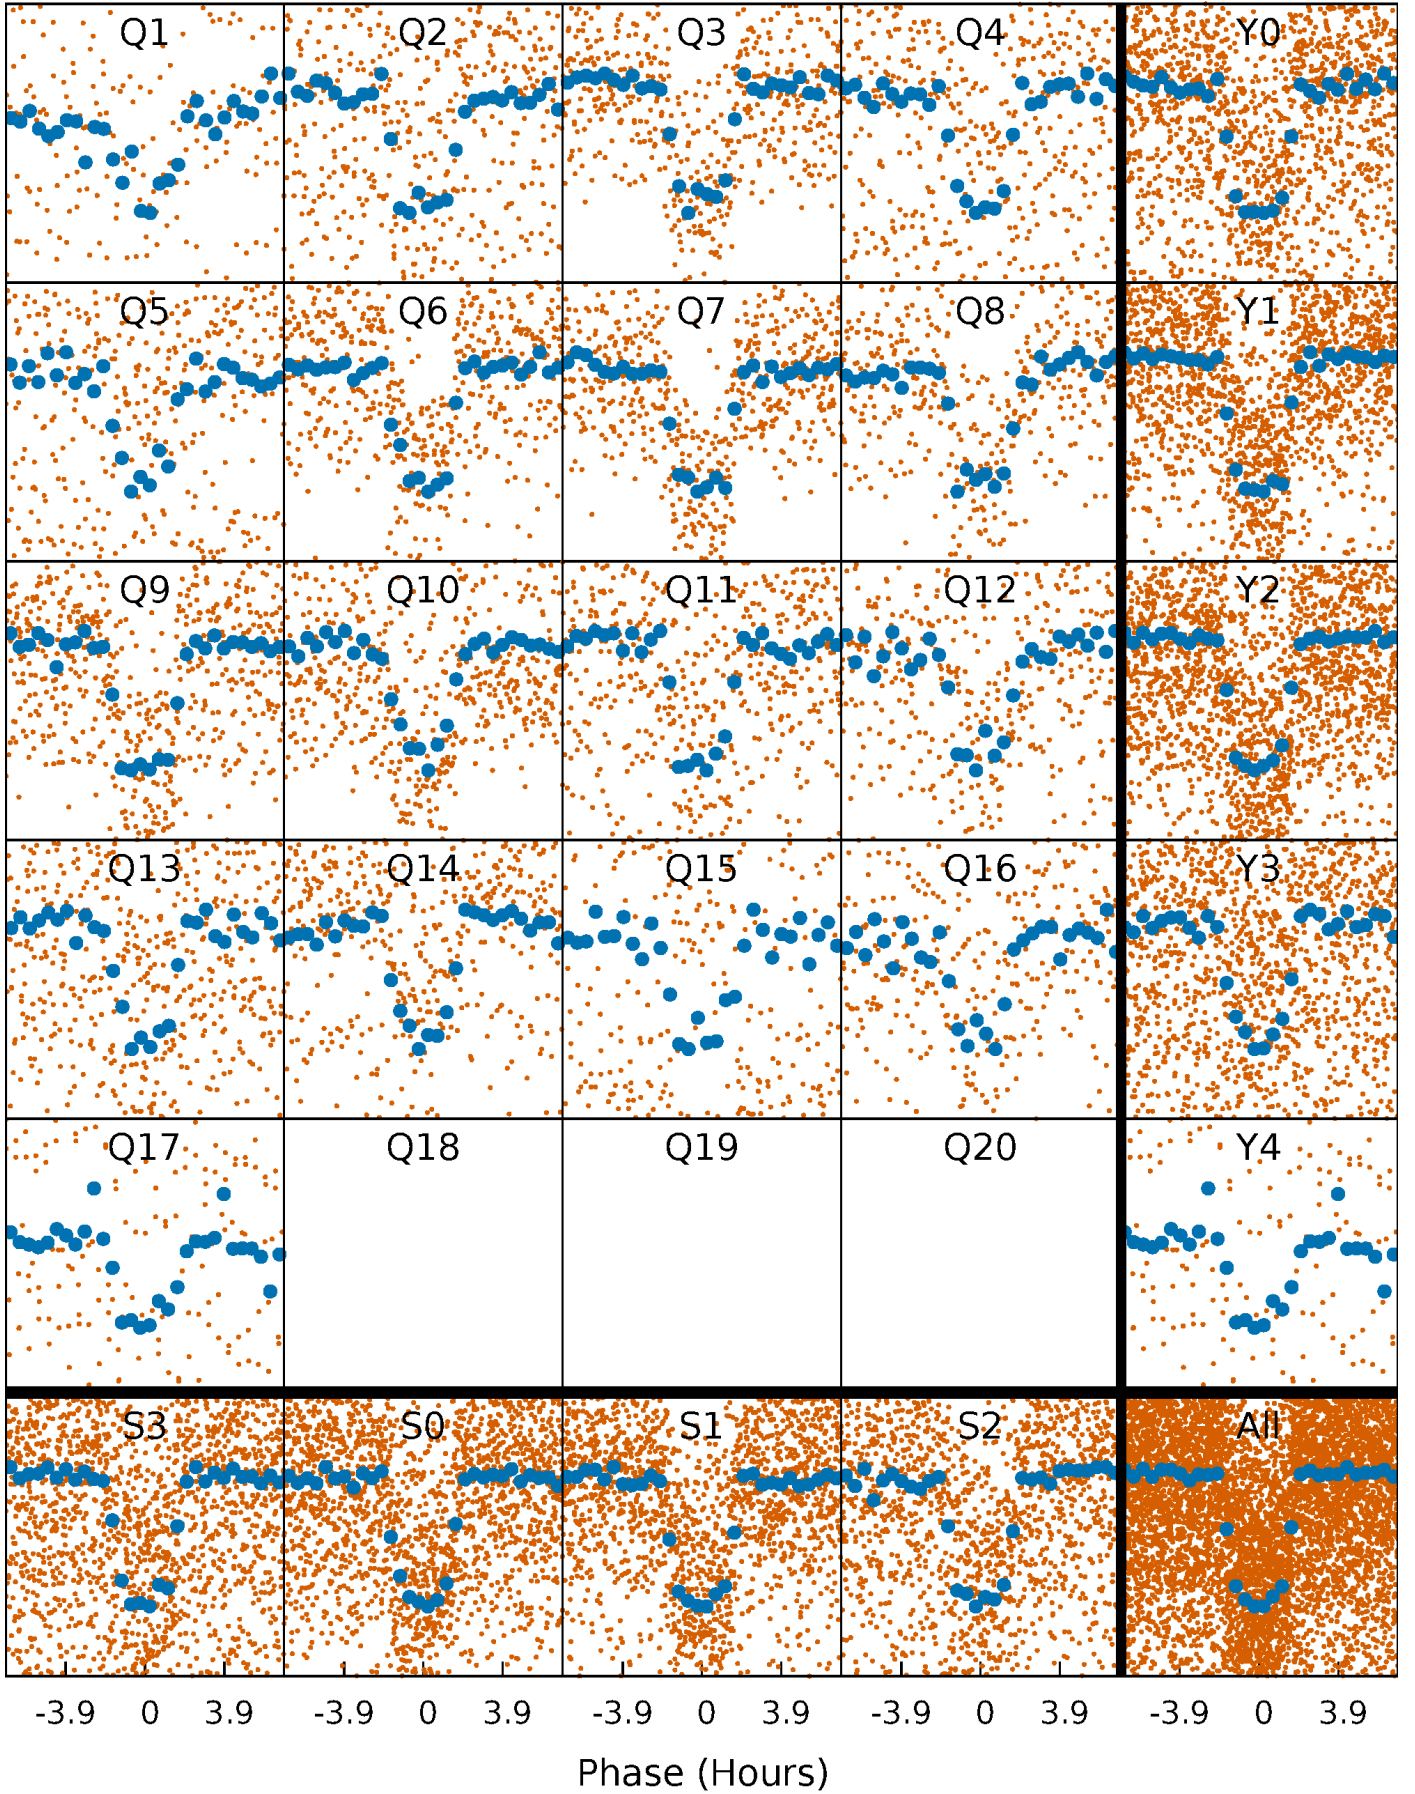 Q1 Q2 Q3 Q4 Y0
Q5 Q6 Q7 Q8 Y1
Q9 Q10 Q11 Q12 Y2
Q13 Q14 Q15 Q16 Y3
Q17 Q18 Q19 Q20 Y4
S3 S0 S1 S2 All
-3.9 0 3.9 -3.9 0 3.9 -3.9 0 3.9 -3.9 0 3.9 -3.9 0 3.9
Phase (Hours)